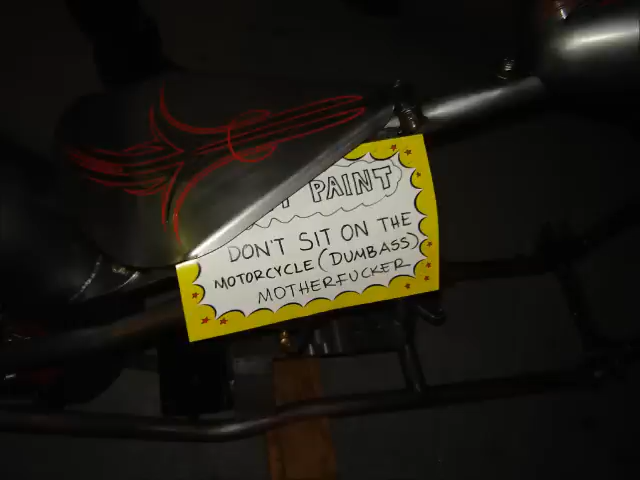 PAINT
DON'T SIT ON THE
MOTORCYCLE (DUMBASS)
MOTHERFUCKER